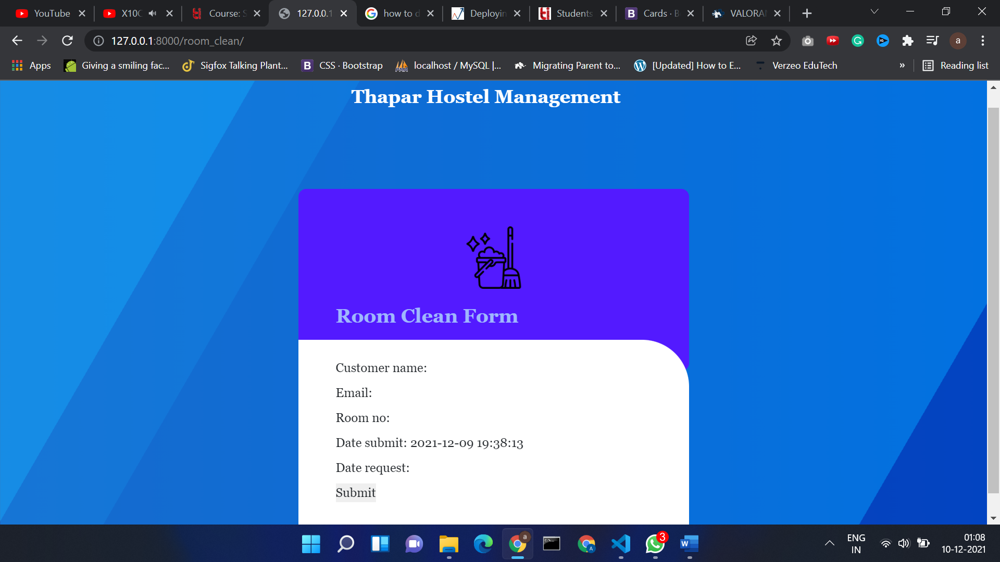 YouTube
X10C
Course: S
127.0.0.1
how to d
Deployin
Students
B Cards · B
VALORA
127.0.0.1:8000/room_clean/
a
Apps
Giving a smiling fac...
Sigfox Talking Plant...
B CSS · Bootstrap
localhost / MySQL |...
Migrating Parent to...
[Updated] How to E...
Verzeo EduTech
»
Reading list
Thapar Hostel Management
Room Clean Form
Customer name:
Email:
Room no:
Date submit: 2021-12-09 19:38:13
Date request:
Submit
a
A
3
W
ENG
IN
01:08
10-12-2021